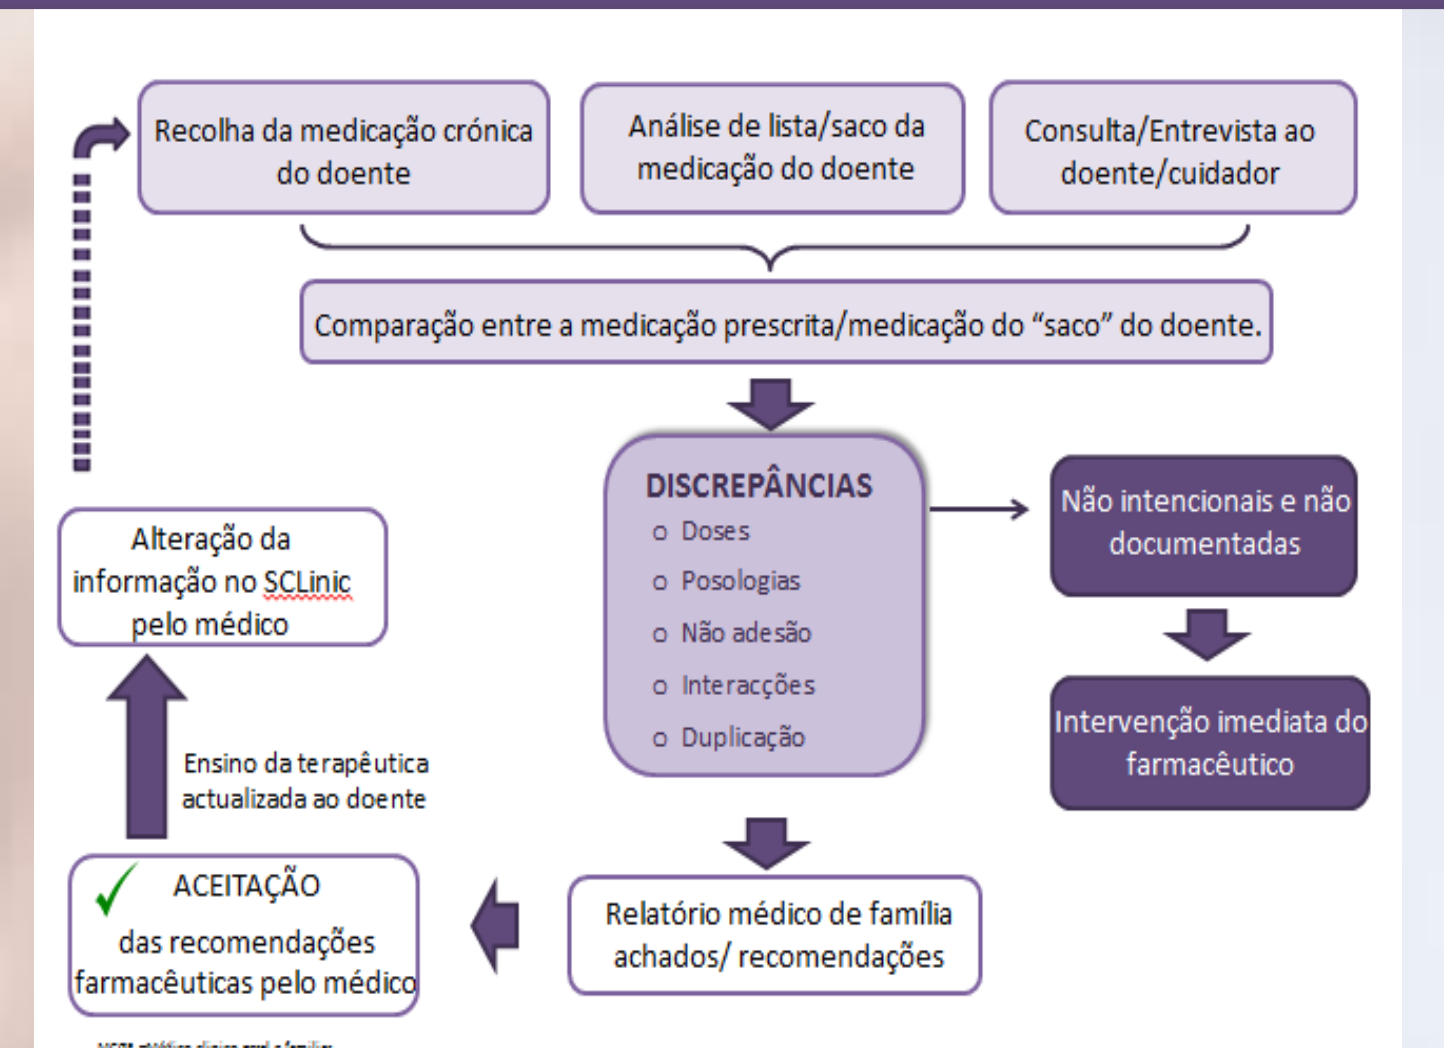 Recolha da medicação crónica
do doente
Análise de lista/saco da
medicação do doente
Consulta/Entrevista ao
doente/cuidador
Comparação entre a medicação prescrita/medicação do “saco” do doente.
DISCREPÂNCIAS
o Doses
o Posologias
o Não adesão
o Interacções
o Duplicação
Não intencionais e não
documentadas
Intervenção imediata do
farmacêutico
Relatório médico de família
achados/ recomendações
ACEITAÇÃO
das recomendações
farmacêuticas pelo médico
Ensino da terapêutica
actualizada ao doente
Alteração da
informação no SCLinic
pelo médico